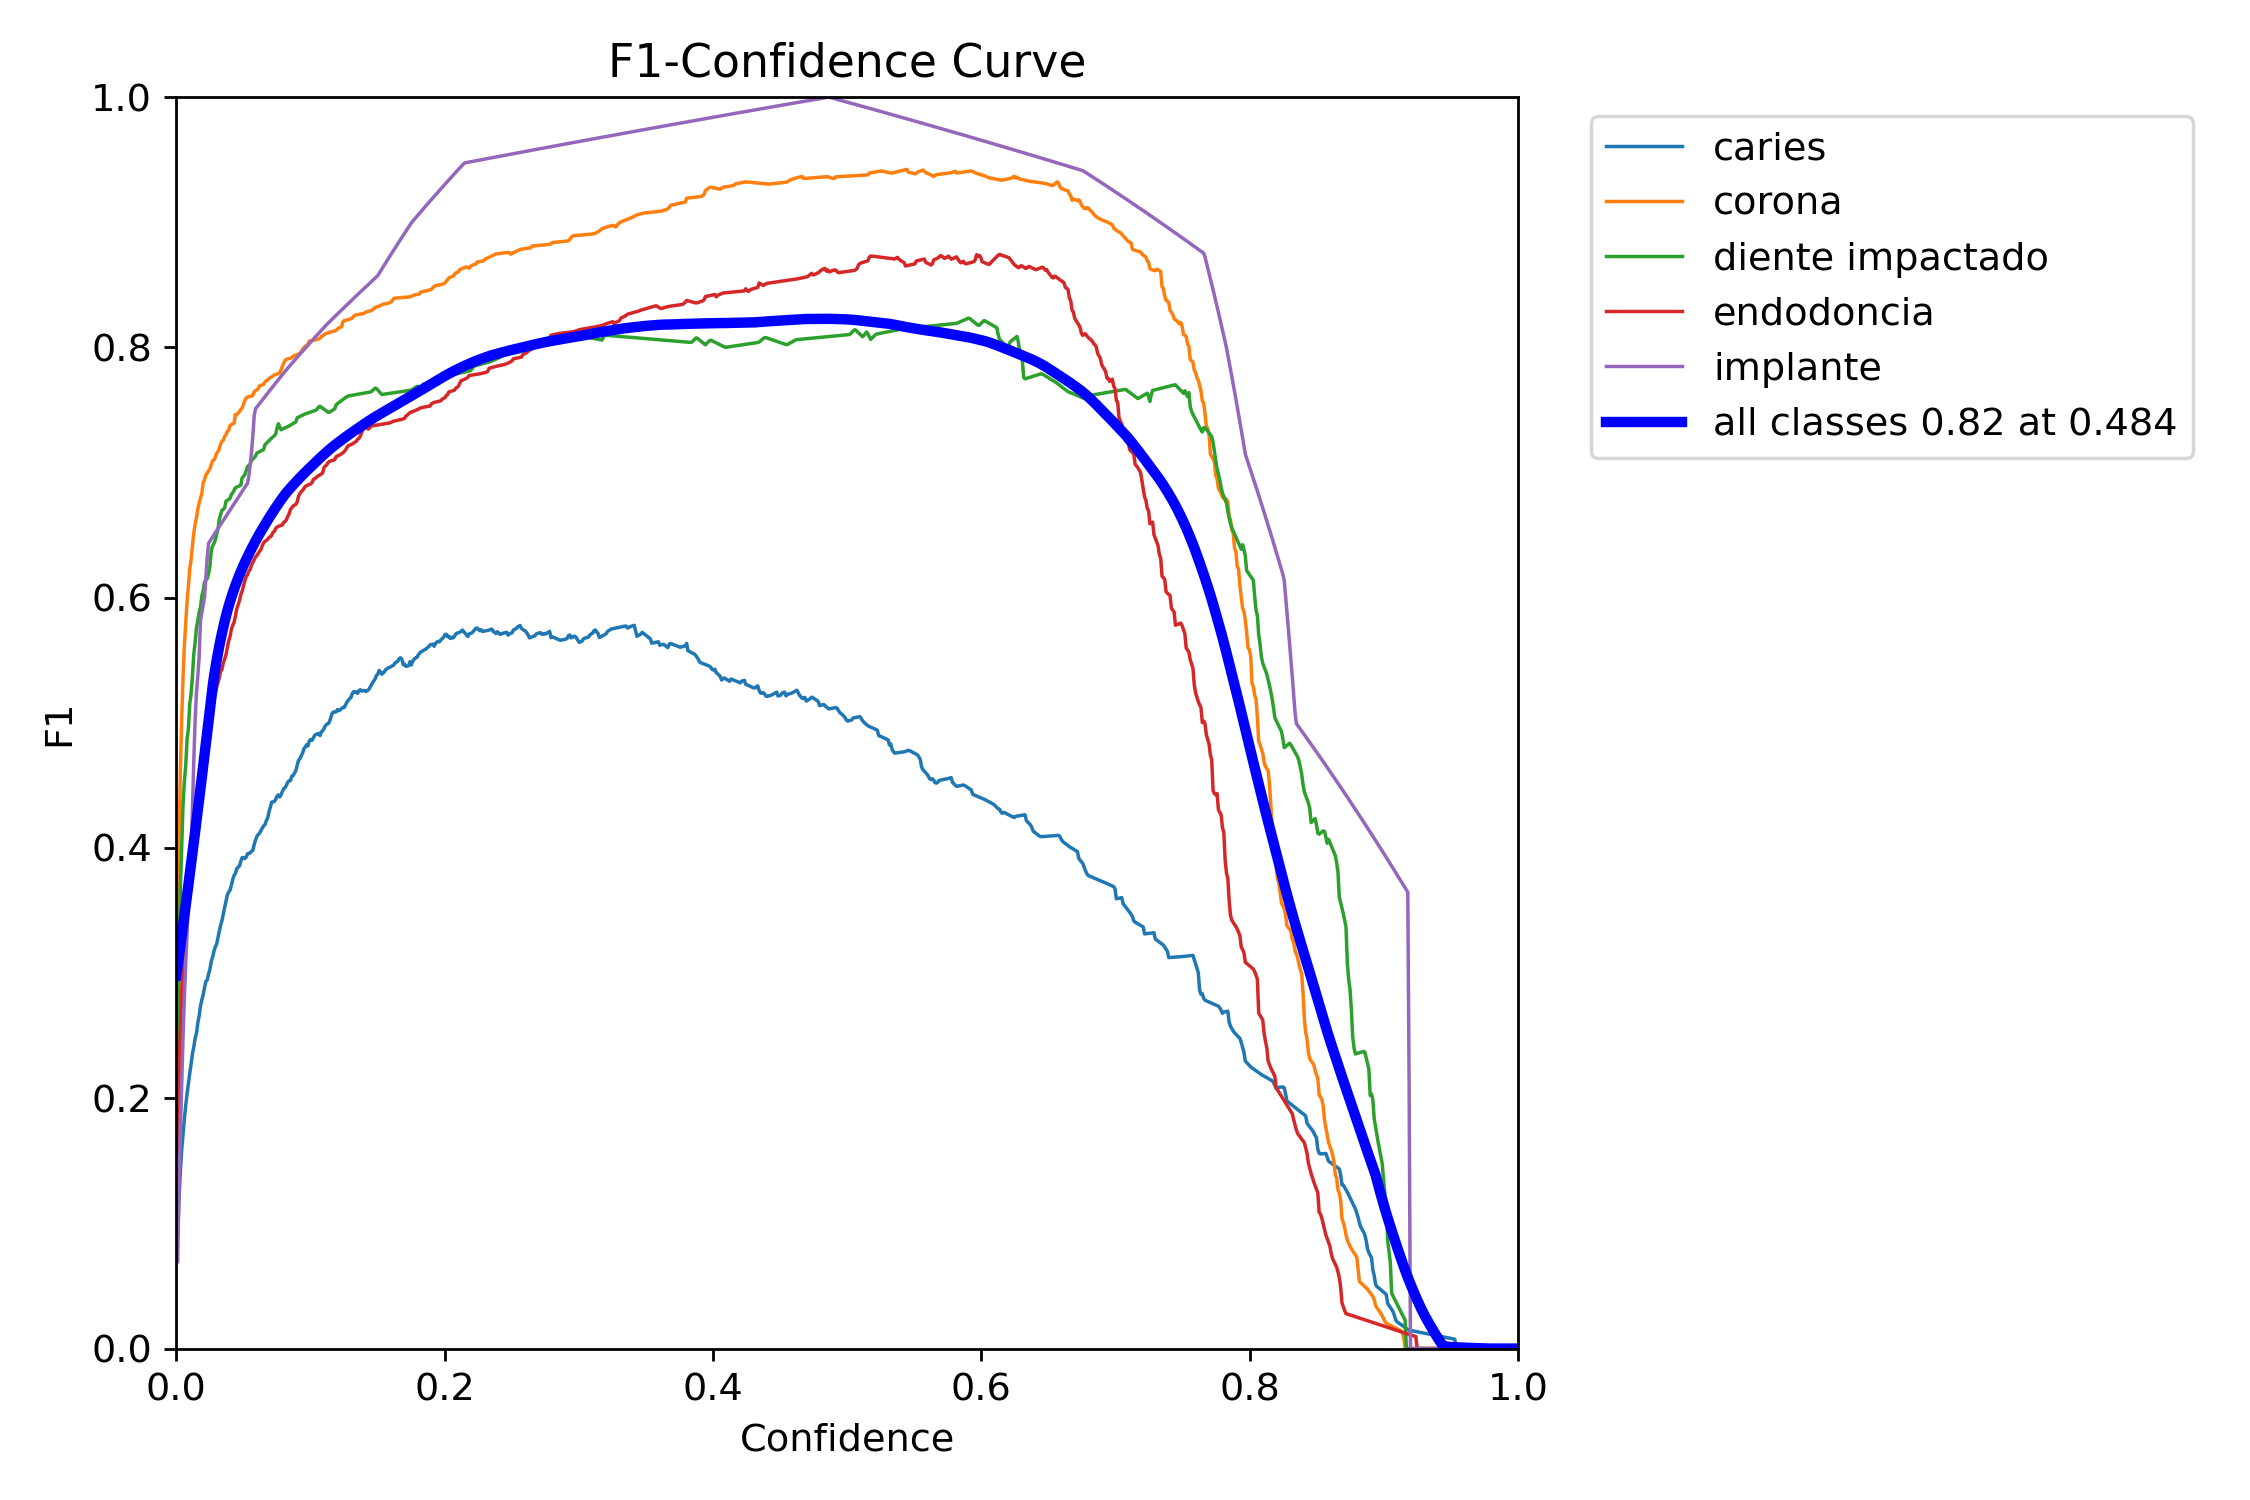 F1-Confidence Curve
1.0
0.8
0.6
0.4
0.2
0.0
F1
0.0 0.2 0.4 0.6 0.8 1.0
Confidence
caries
corona
diente impactado
endodoncia
implante
all classes 0.82 at 0.484